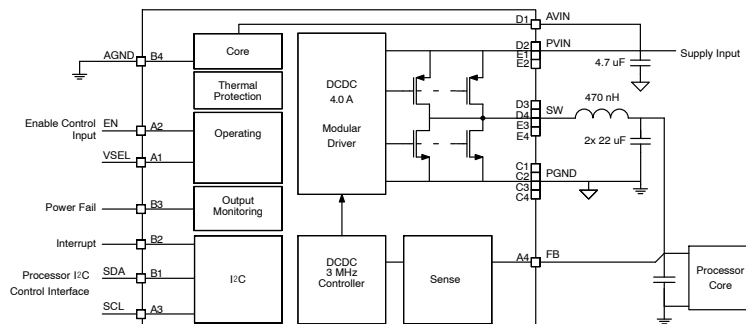 D1 AVIN
AGND B4
Core
D2 PVIN
E1
E2
Supply Input
4.7 uF
Thermal
Protection
DCDC
4.0 A
Modular
Driver
D3
D4 SW
E3
E4
470 nH
2x 22 uF
Enable Control
Input
EN A2
Operating
VSEL A1
C1
C2 PGND
C3
C4
Power Fail B3
Output
Monitoring
Interrupt B2
Processor I2C
Control Interface
SDA B1
I2C
SCL A3
DCDC
3 MHz
Controller
Sense
A4 FB
Processor
Core